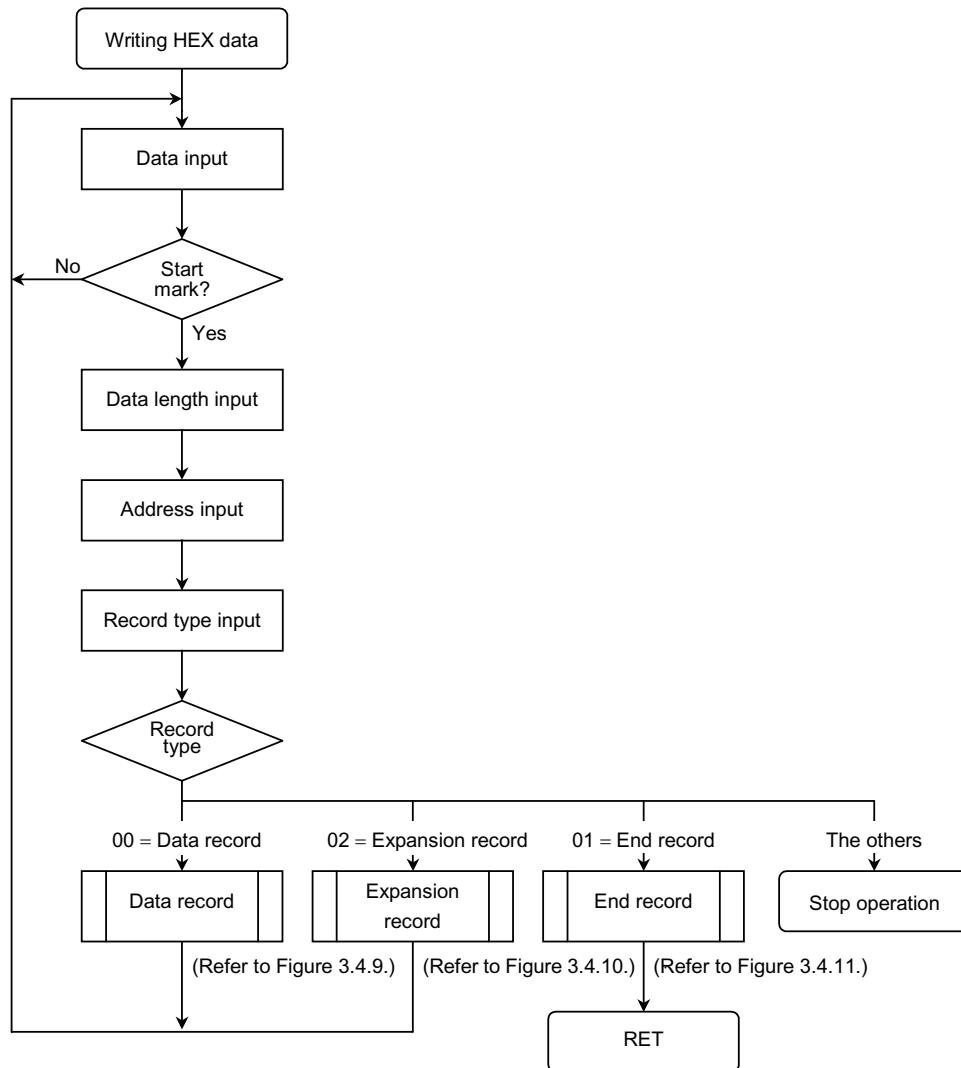 Writing HEX data
Data input
No
Start
mark?
Yes
Data length input
Address input
Record type input
Record
type
00 = Data record
02 = Expansion record
01 = End record
The others
Data record
Expansion
record
End record
Stop operation
(Refer to Figure 3.4.9.)
(Refer to Figure 3.4.10.)
(Refer to Figure 3.4.11.)
RET